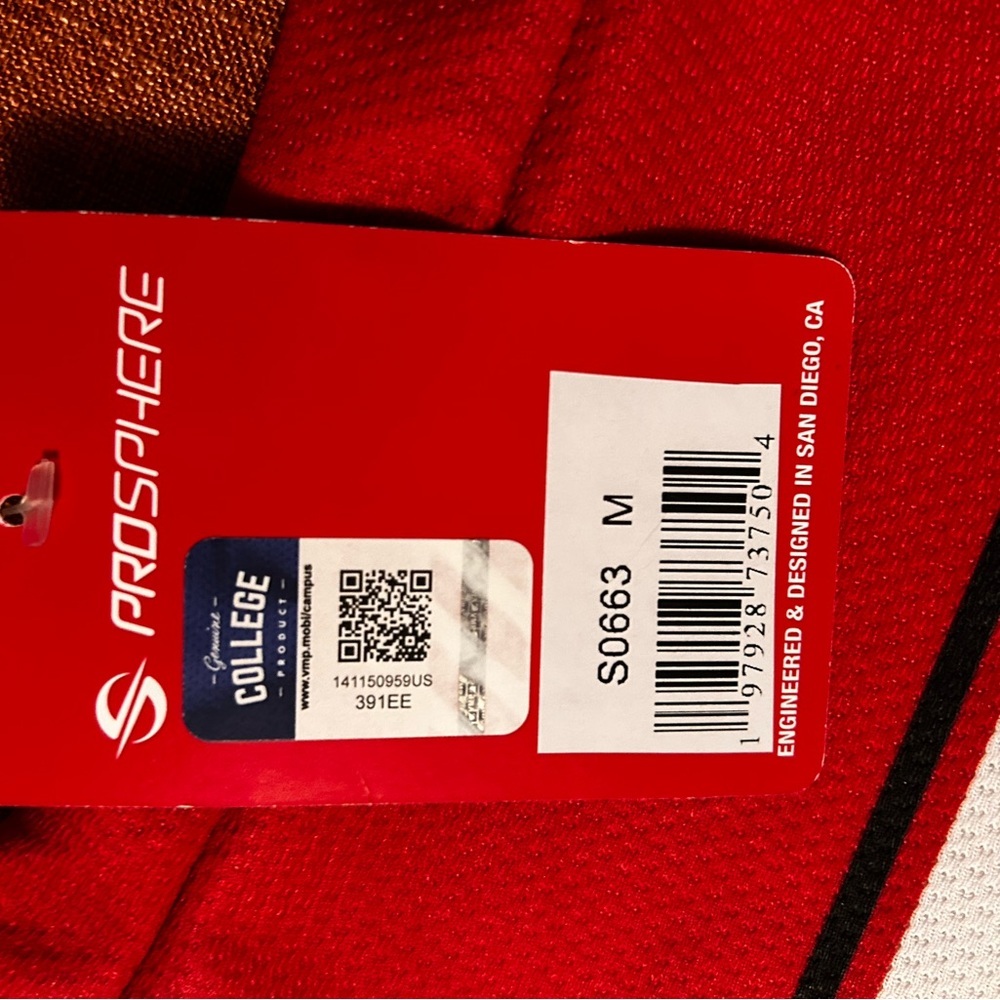 PROSPHERE
Genuine
COLLEGE
PRODUCT
www.vmp.mobi/campus
141150959US
391EE
S0663 M
1 97928 73750 4
ENGINEERED & DESIGNED IN SAN DIEGO, CA